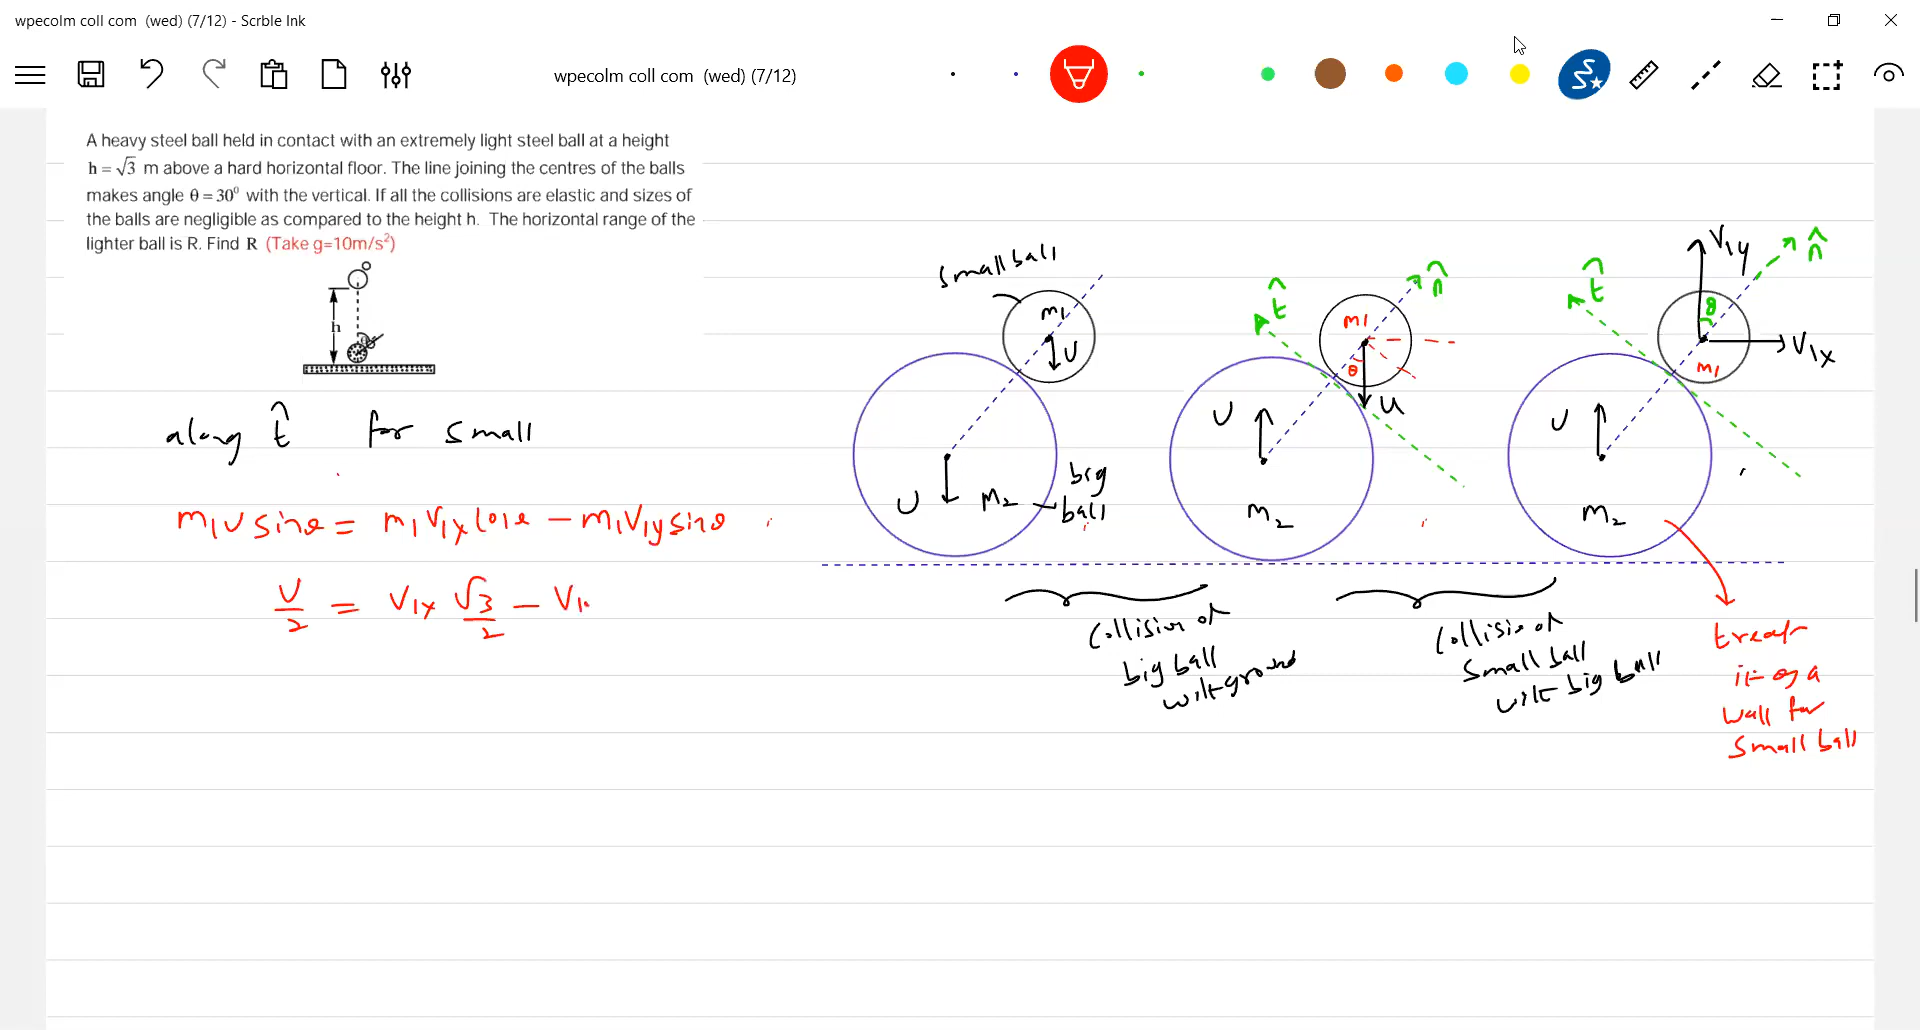 wpecolm coll com (wed) (7/12) - Scrble Ink
wpecolm coll com (wed) (7/12)
A heavy steel ball held in contact with an extremely light steel ball at a height
h = √3 m above a hard horizontal floor. The line joining the centres of the balls
makes angle θ = 30⁰ with the vertical. If all the collisions are elastic and sizes of
the balls are negligible as compared to the height h. The horizontal range of the
lighter ball is R. Find R (Take g=10m/s²)
h
θ
along t̂ for small
m₁ U sinθ = m₁ V₁ₓ cosθ − m₁ V₁y sinθ
U/2 = V₁ₓ √3/2 − V₁
small ball
m₁
U
U
m₂
big
ball
t̂
n̂
m₁
θ
U
u
m₂
t̂
V₁y
n̂
θ
V₁ₓ
m₁
U
m₂
collision of
big ball
with ground
collision of
small ball
with big ball
treat
it as a
wall for
small ball